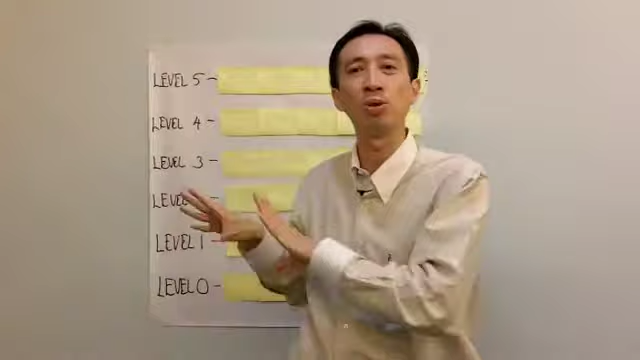 LEVEL 5 -
LEVEL 4 -
LEVEL 3 -
LEVEL 1 -
LEVEL 0 -